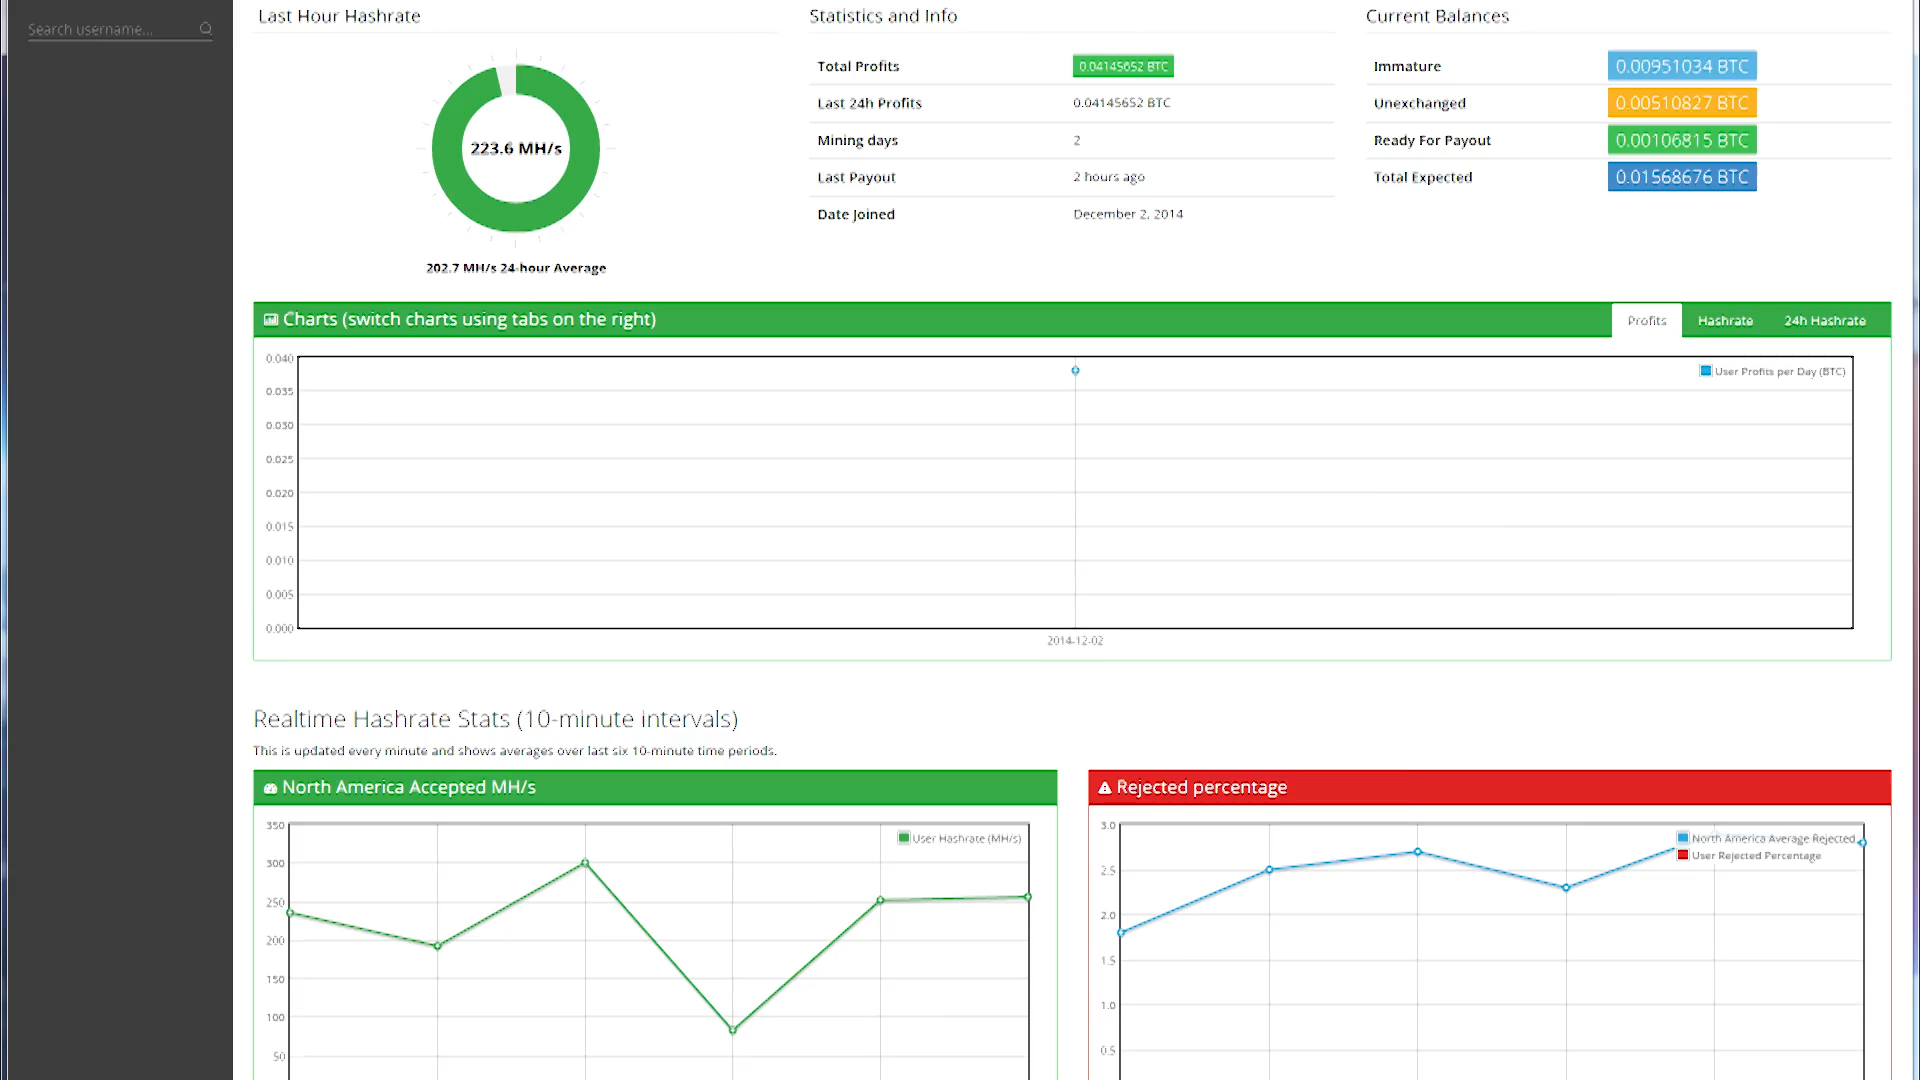 Search username...
Last Hour Hashrate
223.6 MH/s
202.7 MH/s 24-hour Average
Statistics and Info
Total Profits 0.04145652 BTC
Last 24h Profits 0.04145652 BTC
Mining days 2
Last Payout 2 hours ago
Date Joined December 2, 2014
Current Balances
Immature 0.00951034 BTC
Unexchanged 0.00510827 BTC
Ready For Payout 0.00106815 BTC
Total Expected 0.01568676 BTC
Charts (switch charts using tabs on the right)
Profits Hashrate 24h Hashrate
User Profits per Day (BTC)
0.040
0.035
0.030
0.025
0.020
0.015
0.010
0.005
0.000
2014-12-02
Realtime Hashrate Stats (10-minute intervals)
This is updated every minute and shows averages over last six 10-minute time periods.
North America Accepted MH/s
User Hashrate (MH/s)
350
300
250
200
150
100
50
Rejected percentage
North America Average Rejected
User Rejected Percentage
3.0
2.5
2.0
1.5
1.0
0.5